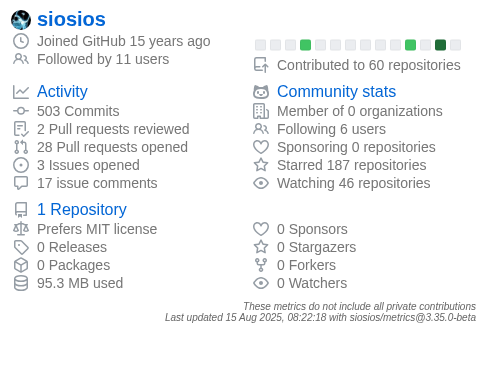 siosios
Joined GitHub 15 years ago
Followed by 11 users
Contributed to 60 repositories
Activity
503 Commits
2 Pull requests reviewed
28 Pull requests opened
3 Issues opened
17 issue comments
Community stats
Member of 0 organizations
Following 6 users
Sponsoring 0 repositories
Starred 187 repositories
Watching 46 repositories
1 Repository
Prefers MIT license
0 Releases
0 Packages
95.3 MB used
0 Sponsors
0 Stargazers
0 Forkers
0 Watchers
These metrics do not include all private contributions
Last updated 15 Aug 2025, 08:22:18 with siosios/metrics@3.35.0-beta